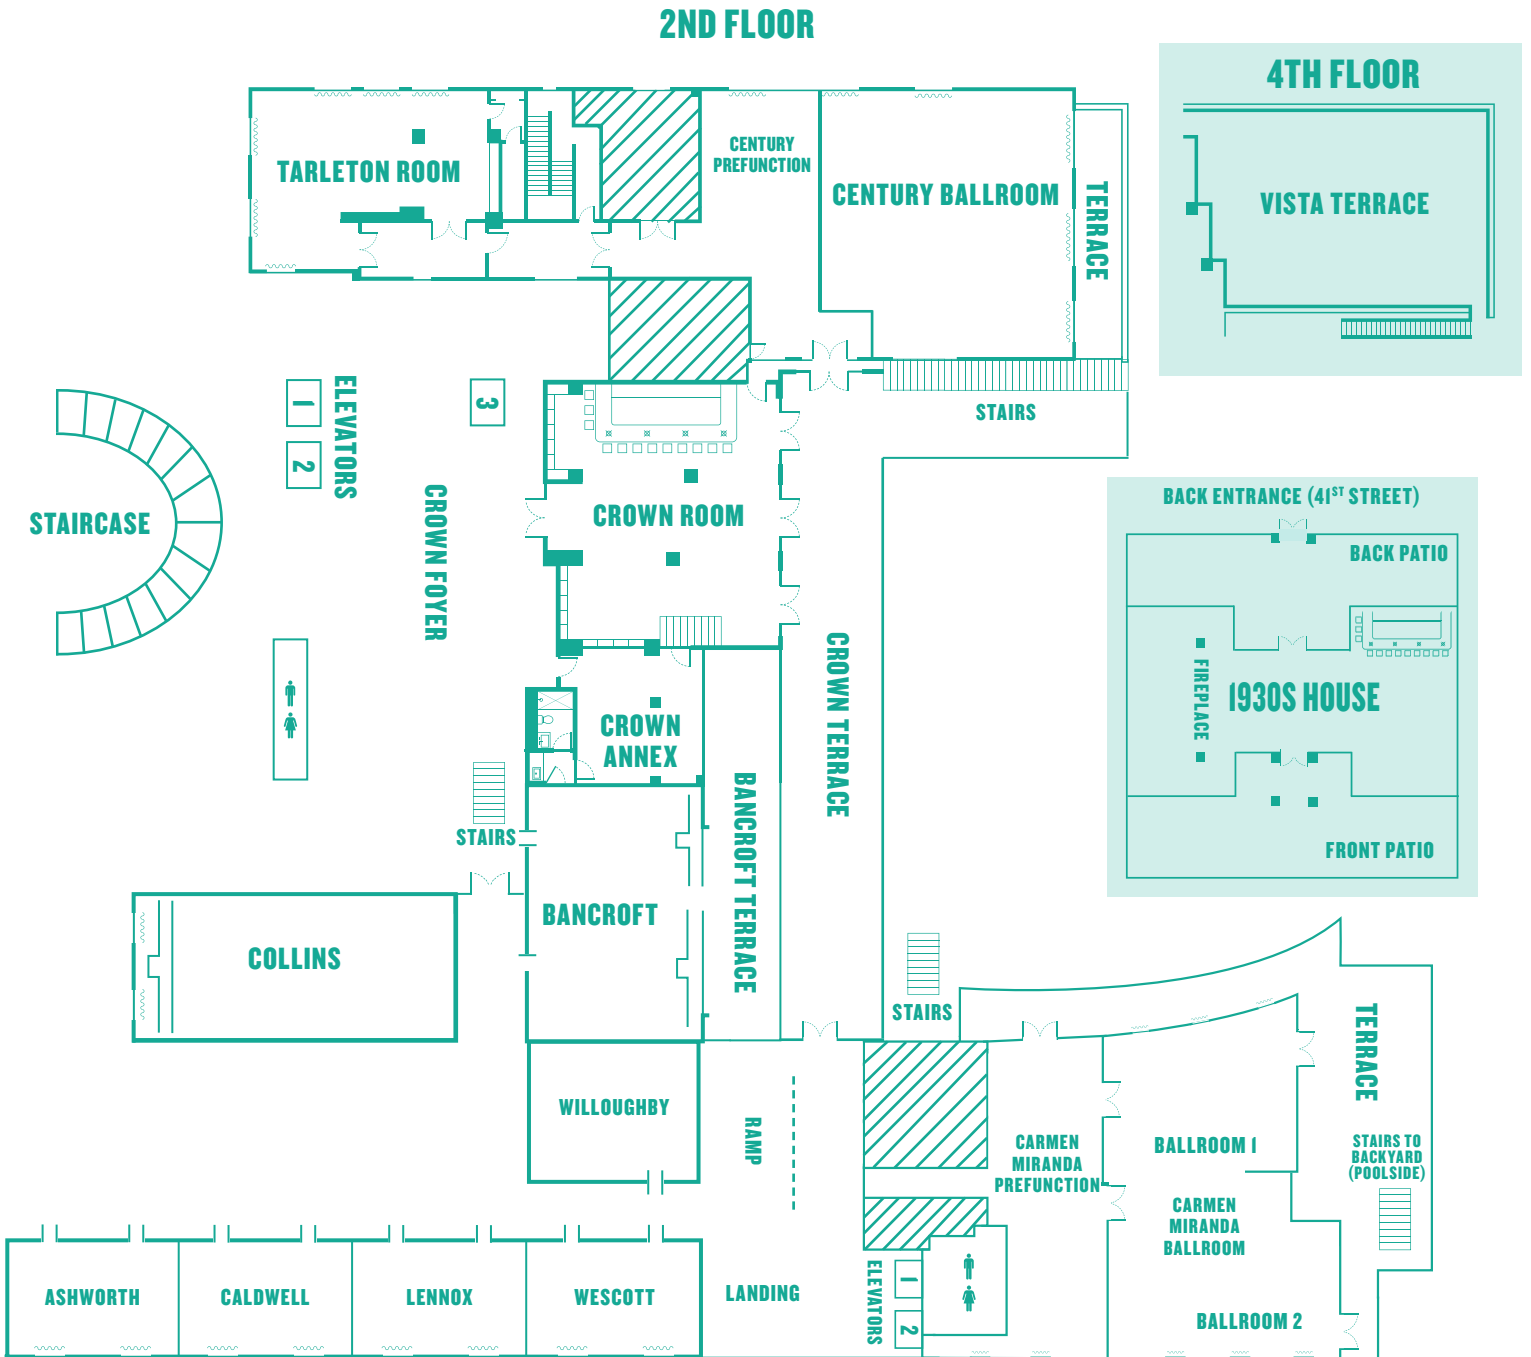 2ND FLOOR
4TH FLOOR
VISTA TERRACE
TARLETON ROOM
CENTURY
PREFUNCTION
CENTURY BALLROOM
TERRACE
STAIRS
ELEVATORS
1
2
3
STAIRCASE
CROWN FOYER
CROWN ROOM
CROWN TERRACE
CROWN
ANNEX
BANCROFT TERRACE
STAIRS
BANCROFT
COLLINS
BACK ENTRANCE (41ST STREET)
BACK PATIO
FIREPLACE
1930S HOUSE
FRONT PATIO
STAIRS
TERRACE
WILLOUGHBY
RAMP
CARMEN
MIRANDA
PREFUNCTION
BALLROOM 1
STAIRS TO
BACKYARD
(POOLSIDE)
CARMEN
MIRANDA
BALLROOM
BALLROOM 2
ASHWORTH
CALDWELL
LENNOX
WESCOTT
LANDING
ELEVATORS
1
2